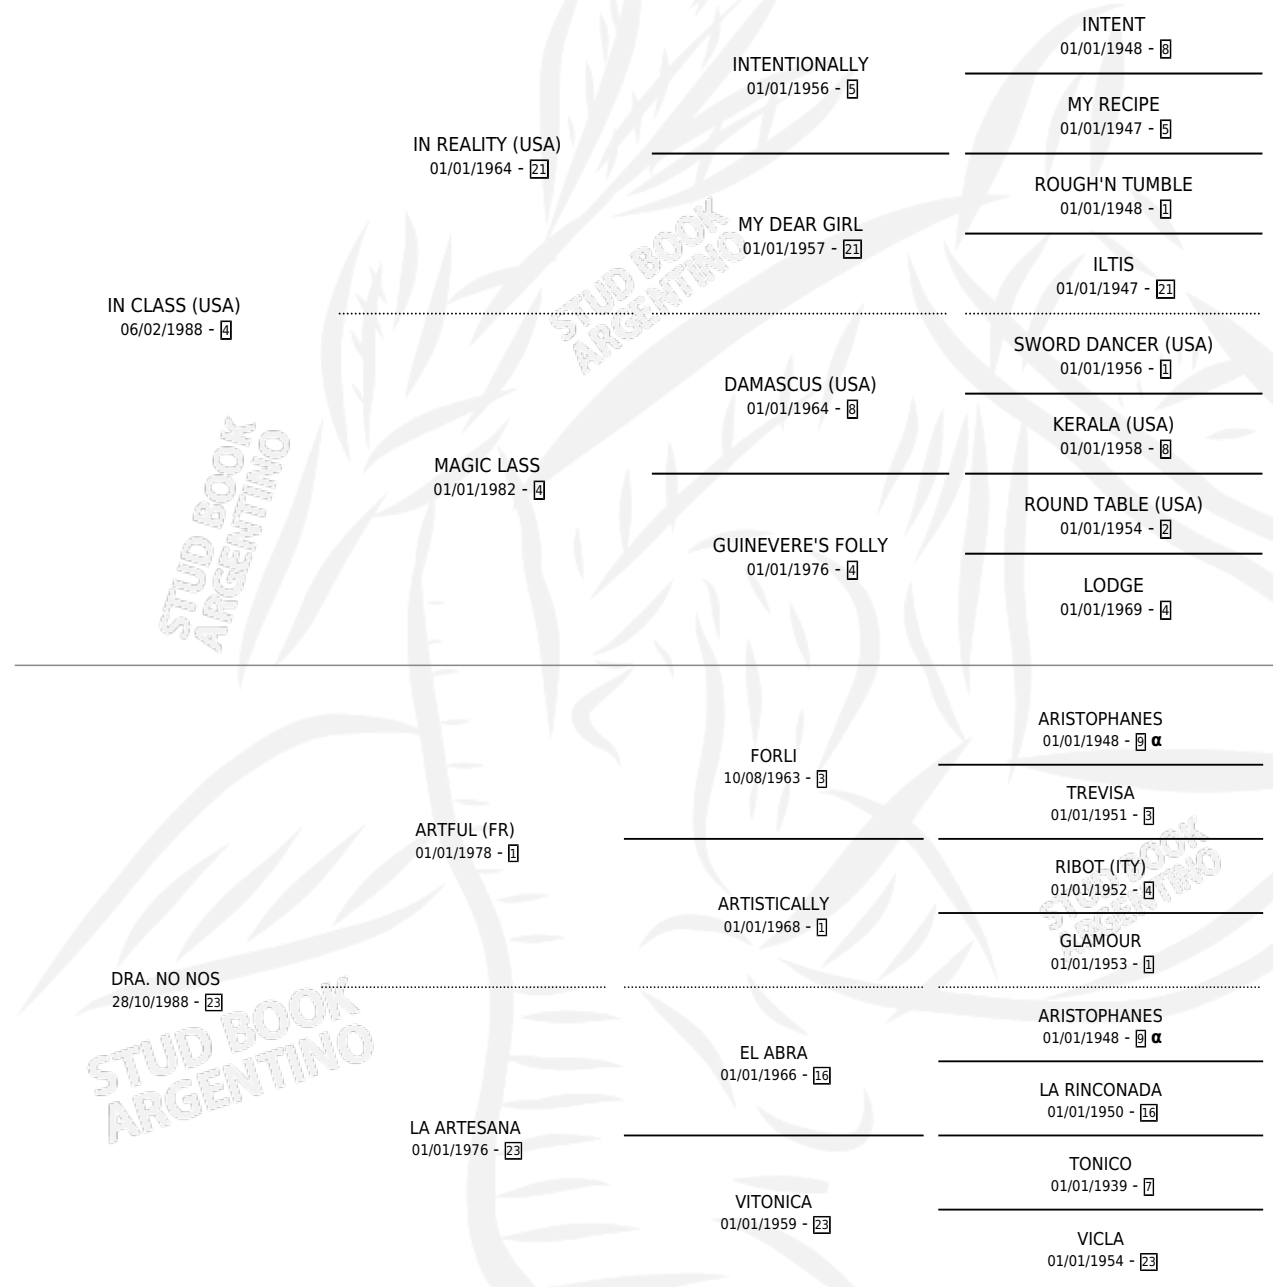 INTENT
01/01/1948 - 8
INTENTIONALLY
01/01/1956 - 5
MY RECIPE
01/01/1947 - 5
IN REALITY (USA)
01/01/1964 - 21
ROUGH'N TUMBLE
01/01/1948 - 1
MY DEAR GIRL
01/01/1957 - 21
ILTIS
01/01/1947 - 21
IN CLASS (USA)
06/02/1988 - 4
SWORD DANCER (USA)
01/01/1956 - 1
DAMASCUS (USA)
01/01/1964 - 8
KERALA (USA)
01/01/1958 - 8
MAGIC LASS
01/01/1982 - 4
ROUND TABLE (USA)
01/01/1954 - 2
GUINEVERE'S FOLLY
01/01/1976 - 4
LODGE
01/01/1969 - 4
ARISTOPHANES
01/01/1948 - 9 α
FORLI
10/08/1963 - 3
TREVISA
01/01/1951 - 3
ARTFUL (FR)
01/01/1978 - 1
RIBOT (ITY)
01/01/1952 - 4
ARTISTICALLY
01/01/1968 - 1
GLAMOUR
01/01/1953 - 1
DRA. NO NOS
28/10/1988 - 23
ARISTOPHANES
01/01/1948 - 9 α
EL ABRA
01/01/1966 - 16
LA RINCONADA
01/01/1950 - 16
LA ARTESANA
01/01/1976 - 23
TONICO
01/01/1939 - 7
VITONICA
01/01/1959 - 23
VICLA
01/01/1954 - 23
STUD BOOK
ARGENTINO
STUD BOOK
ARGENTINO
STUD BOOK
ARGENTINO
STUD BOOK
ARGENTINO